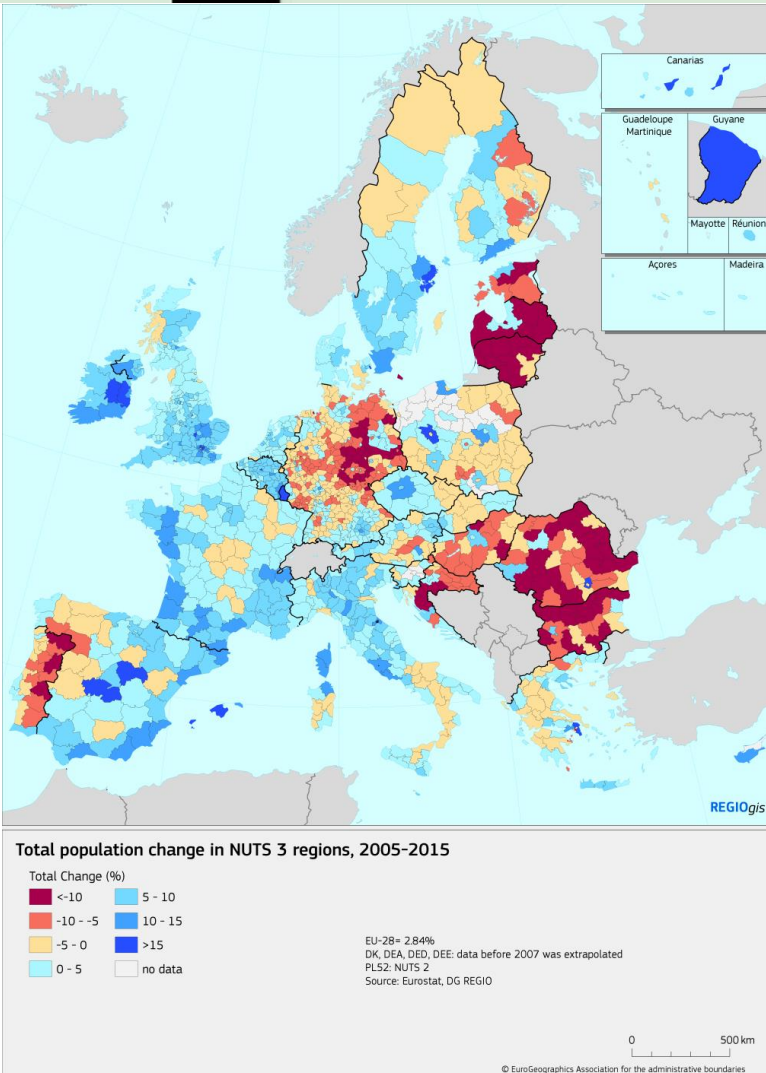 Canarias
Guadeloupe
Martinique
Guyane
Mayotte
Réunion
Açores
Madeira
REGIOgis
Total population change in NUTS 3 regions, 2005-2015
Total Change (%)
<-10
-10 - -5
-5 - 0
0 - 5
5 - 10
10 - 15
>15
no data
EU-28= 2.84%
DK, DEA, DED, DEE: data before 2007 was extrapolated
PL52: NUTS 2
Source: Eurostat, DG REGIO
0 500 km
© EuroGeographics Association for the administrative boundaries